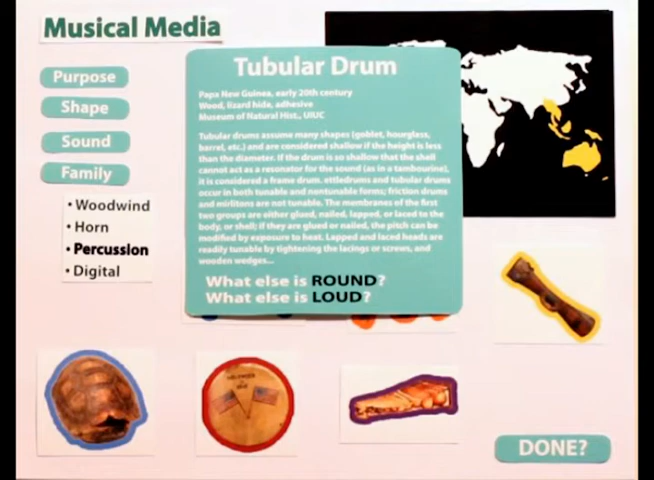 Musical Media
Purpose
Shape
Sound
Family
• Woodwind
• Horn
• Percussion
• Digital
Tubular Drum
Papa New Guinea, early 20th century
Wood, lizard hide, adhesive
Museum of Natural Hist., UIUC
Tubular drums assume many shapes (goblet, hourglass,
barrel, etc.) and are considered shallow if the height is less
than the diameter. If the drum is so shallow that the shell
cannot act as a resonator for the sound (as in a tambourine),
it is considered a frame drum. ettledrums and tubular drums
occur in both tunable and nontunable forms; friction drums
and mirlitons are not tunable. The membranes of the first
two groups are either glued, nailed, lapped, or laced to the
body, or shell; if they are glued or nailed, the pitch can be
modified by exposure to heat. Lapped and laced heads are
readily tunable by tightening the lacings or screws, and
wooden wedges...
What else is ROUND?
What else is LOUD?
DONE?